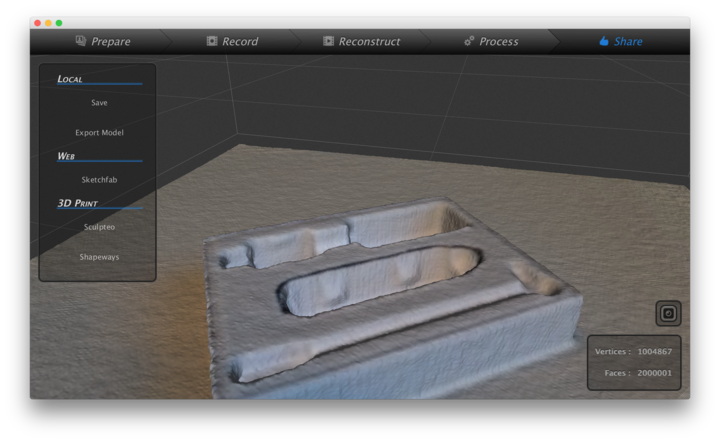 Prepare
Record
Reconstruct
Process
Share
Local
Save
Export Model
Web
Sketchfab
3D Print
Sculpteo
Shapeways
Vertices : 1004867
Faces : 2000001